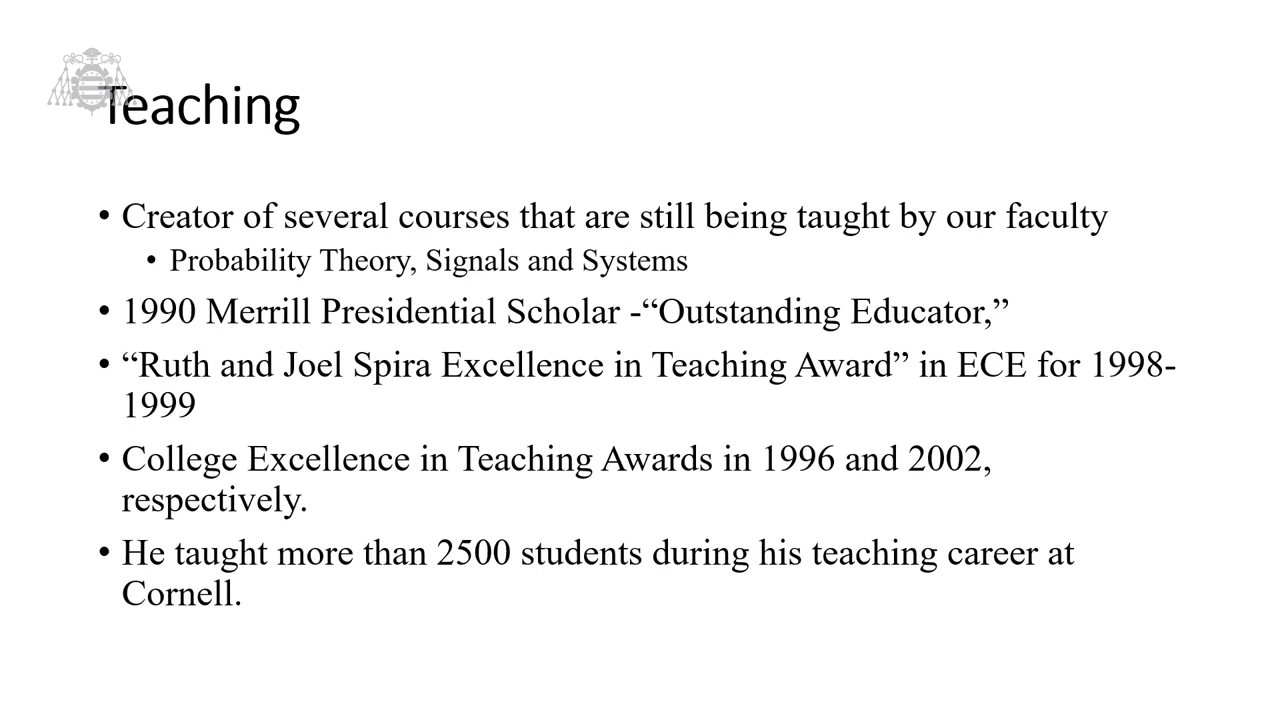 Teaching
• Creator of several courses that are still being taught by our faculty
• Probability Theory, Signals and Systems
• 1990 Merrill Presidential Scholar -“Outstanding Educator,”
• “Ruth and Joel Spira Excellence in Teaching Award” in ECE for 1998-
1999
• College Excellence in Teaching Awards in 1996 and 2002,
respectively.
• He taught more than 2500 students during his teaching career at
Cornell.